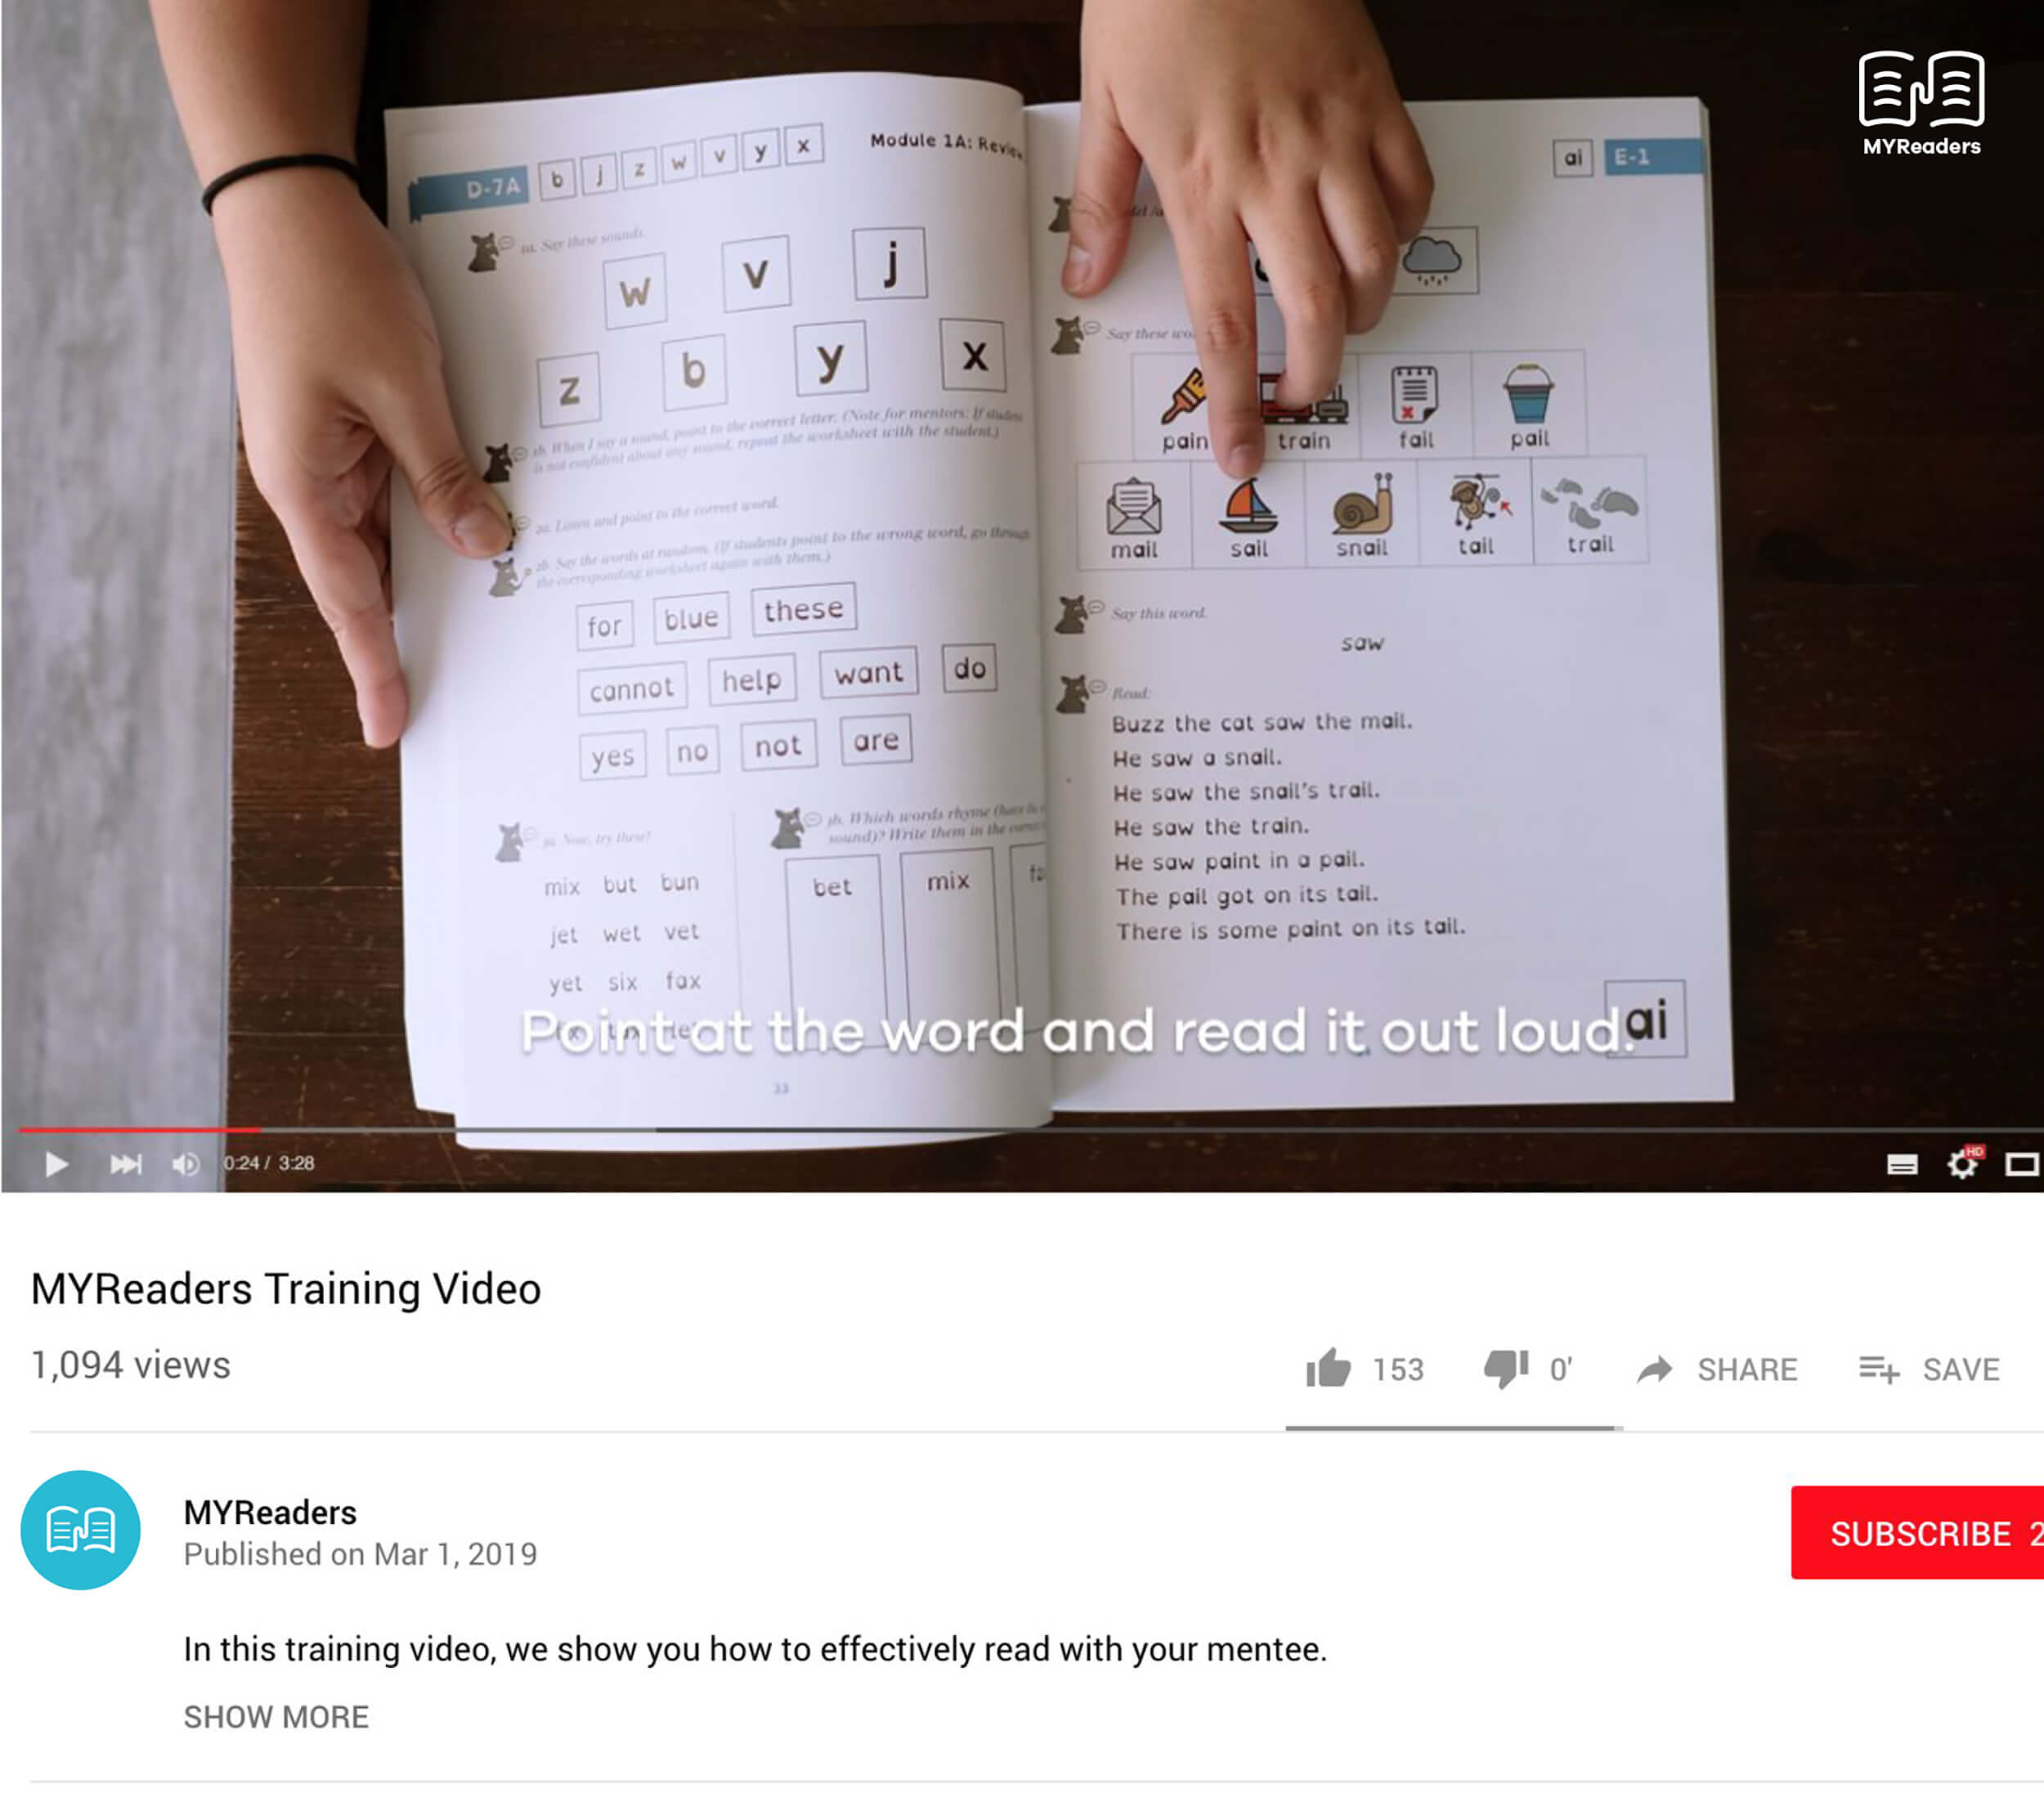 MYReaders
D-7A b j z w v y x Module 1A: Review
1a. Say these sounds.
w v j
z b y x
1b. When I say a sound, point to the correct letter. (Note for mentors: If student
is not confident about any sound, repeat the worksheet with the student.)
2a. Listen and point to the correct word.
2b. Say the words at random. (If students point to the wrong word, go through
the corresponding worksheet again with them.)
for blue these
cannot help want do
yes no not are
3a. Now, try these!
mix but bun
jet wet vet
yet six fax
3b. Which words rhyme
sound)? Write them in the
bet mix
33
ai E-1
Say these
pain train fail pail
mail sail snail tail trail
Say this word.
saw
Read:
Buzz the cat saw the mail.
He saw a snail.
He saw the snail's trail.
He saw the train.
He saw paint in a pail.
The pail got on its tail.
There is some paint on its tail.
ai
Point at the word and read it out loud.
0:24 / 3:28
HD
MYReaders Training Video
1,094 views
153 0' SHARE SAVE
MYReaders
Published on Mar 1, 2019
SUBSCRIBE 2
In this training video, we show you how to effectively read with your mentee.
SHOW MORE